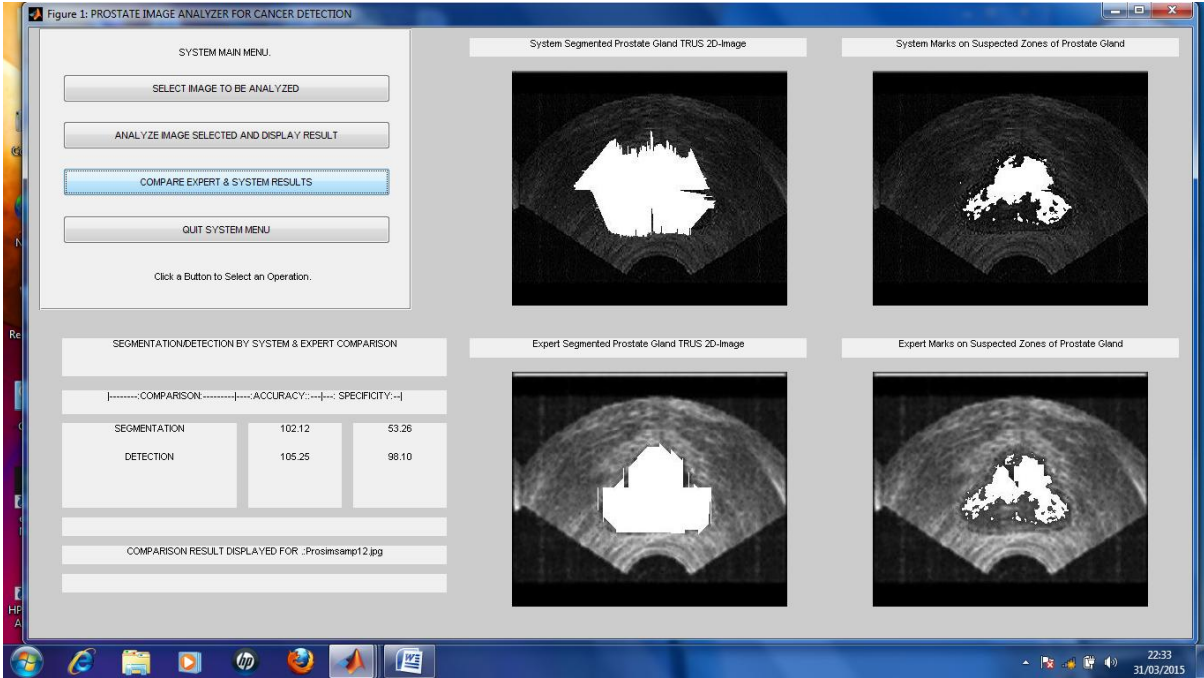 Figure 1: PROSTATE IMAGE ANALYZER FOR CANCER DETECTION
SYSTEM MAIN MENU.
SELECT IMAGE TO BE ANALYZED
ANALYZE IMAGE SELECTED AND DISPLAY RESULT
COMPARE EXPERT & SYSTEM RESULTS
QUIT SYSTEM MENU
Click a Button to Select an Operation.
System Segmented Prostate Gland TRUS 2D-Image
System Marks on Suspected Zones of Prostate Gland
SEGMENTATION/DETECTION BY SYSTEM & EXPERT COMPARISON
|--------:COMPARISON:---------|----:ACCURACY::---|---: SPECIFICITY:--|
SEGMENTATION 102.12 53.26
DETECTION 105.25 98.10
COMPARISON RESULT DISPLAYED FOR .:Prosimsamp12.jpg
Expert Segmented Prostate Gland TRUS 2D-Image
Expert Marks on Suspected Zones of Prostate Gland
Re
HP
A
hp
22:33
31/03/2015